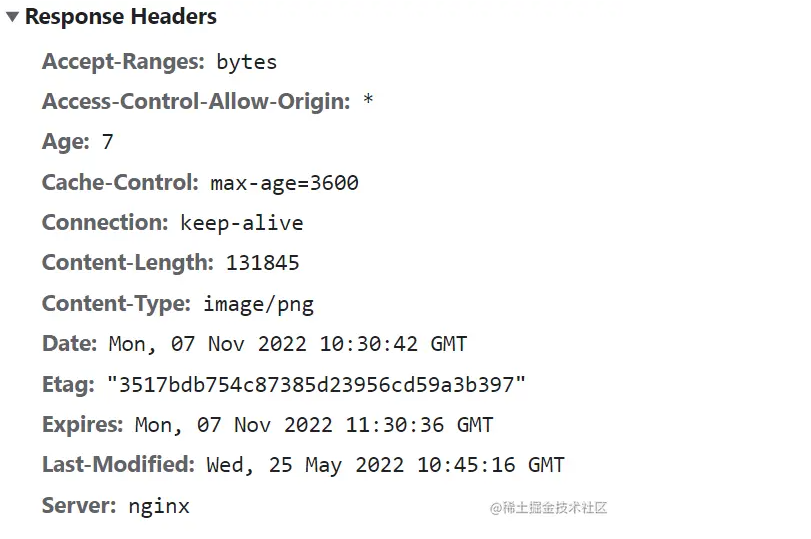 Response Headers
Accept-Ranges: bytes
Access-Control-Allow-Origin: *
Age: 7
Cache-Control: max-age=3600
Connection: keep-alive
Content-Length: 131845
Content-Type: image/png
Date: Mon, 07 Nov 2022 10:30:42 GMT
Etag: "3517bdb754c87385d23956cd59a3b397"
Expires: Mon, 07 Nov 2022 11:30:36 GMT
Last-Modified: Wed, 25 May 2022 10:45:16 GMT
Server: nginx
@稀土掘金技术社区